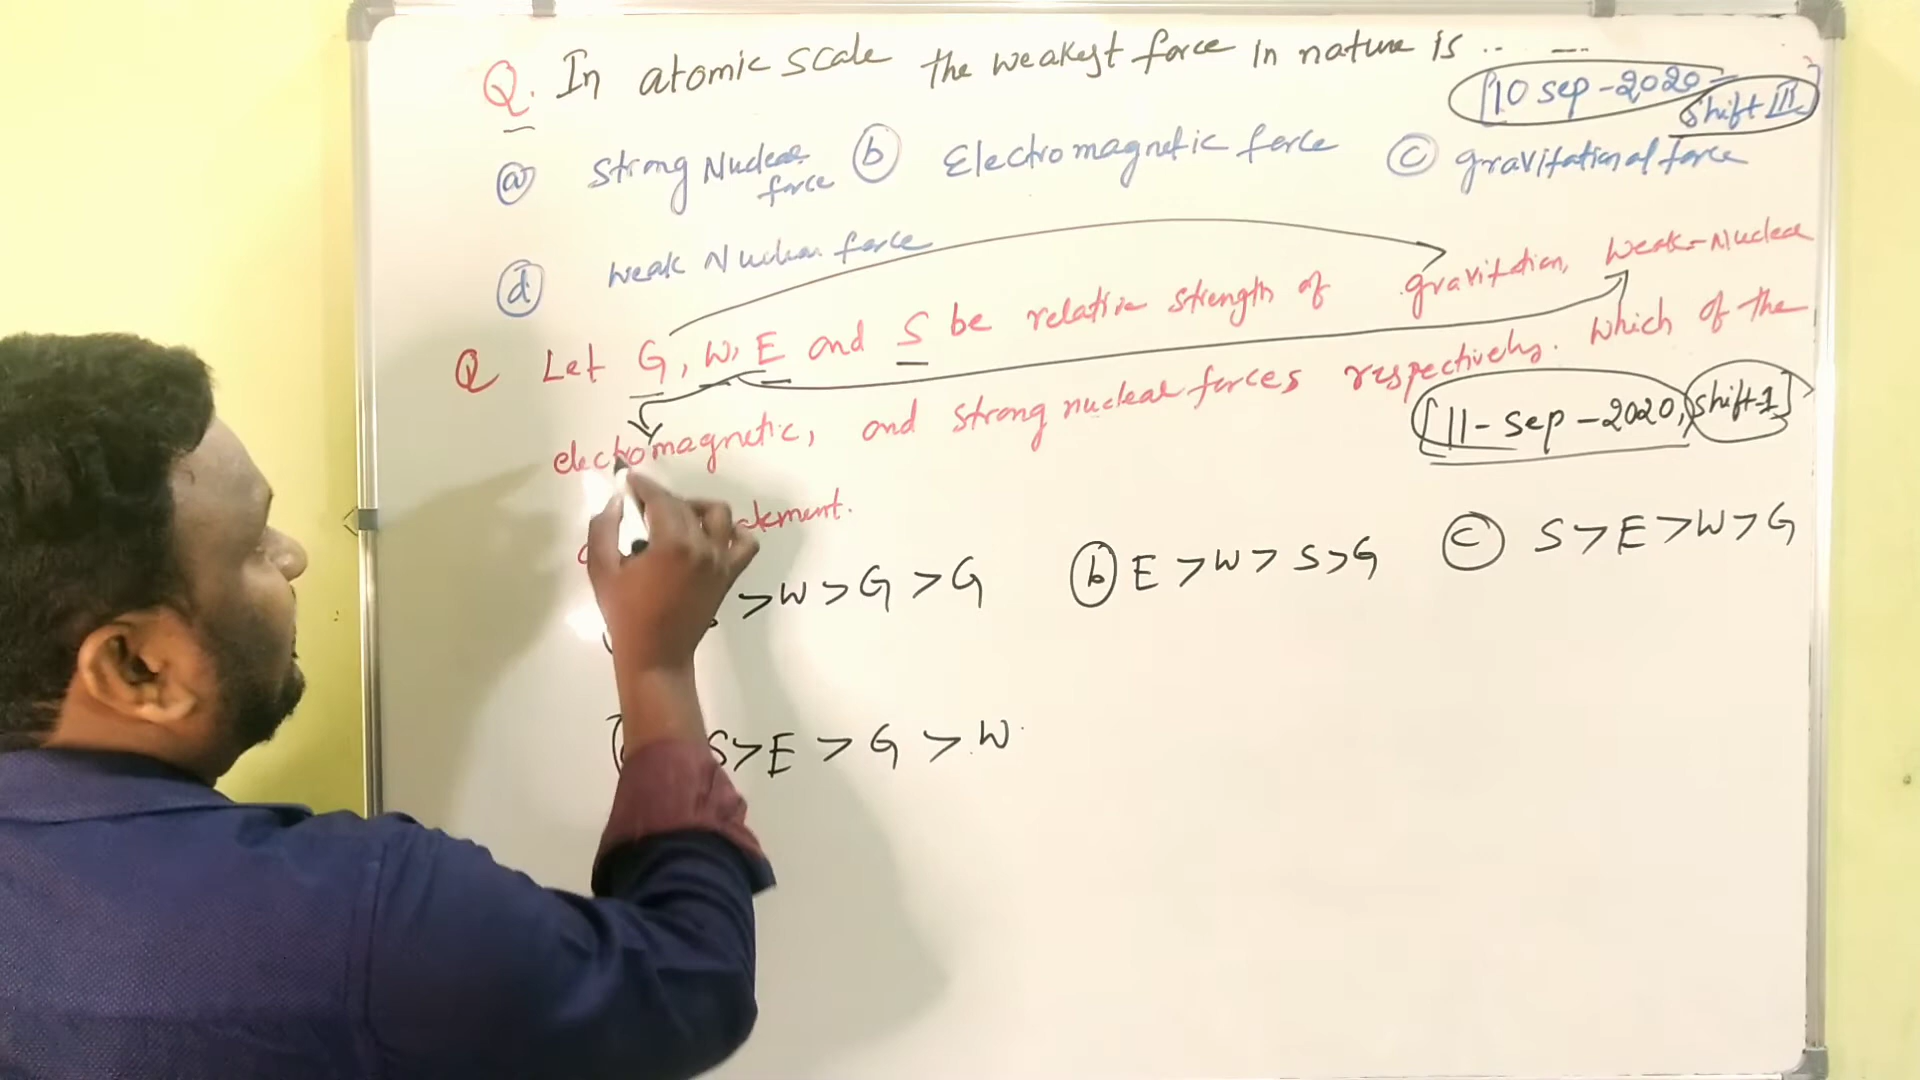 Q. In atomic scale the weakest force in nature is .. ...
[10 sep-2020-
shift III]
(a) Strong Nuclear force (b) Electromagnetic force (c) gravitational force
(d) weak Nuclear force
Q Let G, W, E and S be relative strength of gravitation, weak-Nuclear
electromagnetic, and strong nuclear forces respectively. Which of the
[11-sep-2020, shift-1]
>W>G>G (b) E>W>S>G (c) S>E>W>G
S>E>G>W